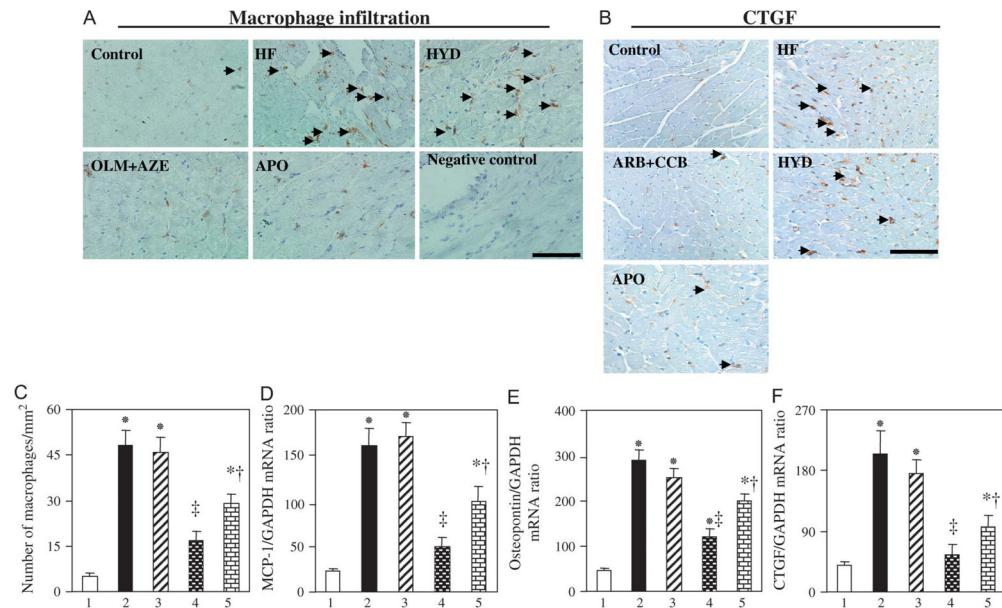 A Macrophage infiltration
Control
HF
HYD
OLM+AZE
APO
Negative control
B CTGF
Control
HF
ARB+CCB
HYD
APO
C
Number of macrophages/mm²
60
45
30
15
0
* * ‡ *†
1 2 3 4 5
D
MCP-1/GAPDH mRNA ratio
200
150
100
50
0
* * ‡ *†
1 2 3 4 5
E
Osteopontin/GAPDH
mRNA ratio
400
300
200
100
0
* * *‡ *†
1 2 3 4 5
F
CTGF/GAPDH mRNA ratio
270
180
90
0
* * ‡ *†
1 2 3 4 5